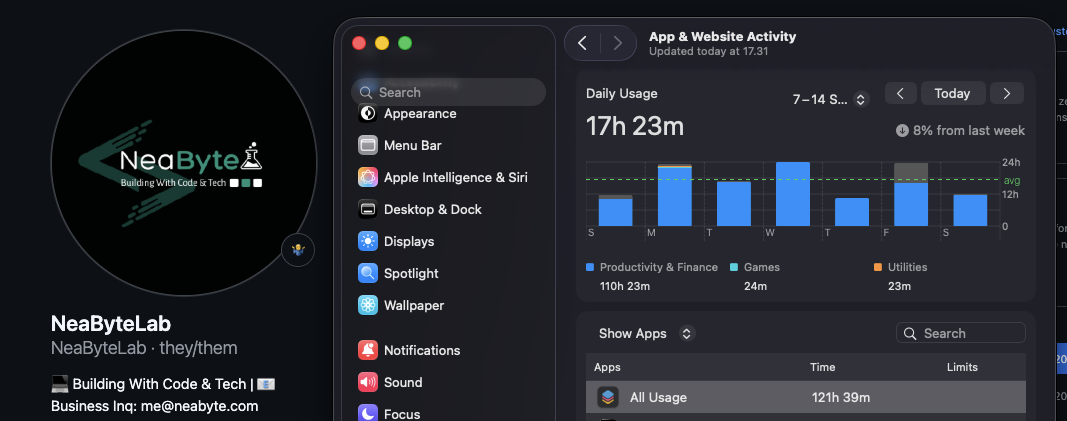 NeaByte
Building With Code & Tech
NeaByteLab
NeaByteLab · they/them
💻 Building With Code & Tech | 📧
Business Inq: me@neabyte.com
Search
Appearance
Menu Bar
Apple Intelligence & Siri
Desktop & Dock
Displays
Spotlight
Wallpaper
Notifications
Sound
Focus
App & Website Activity
Updated today at 17.31
Daily Usage
7–14 S...
Today
17h 23m
8% from last week
24h
avg
12h
0
S M T W T F S
Productivity & Finance Games Utilities
110h 23m 24m 23m
Show Apps
Search
Apps Time Limits
All Usage 121h 39m